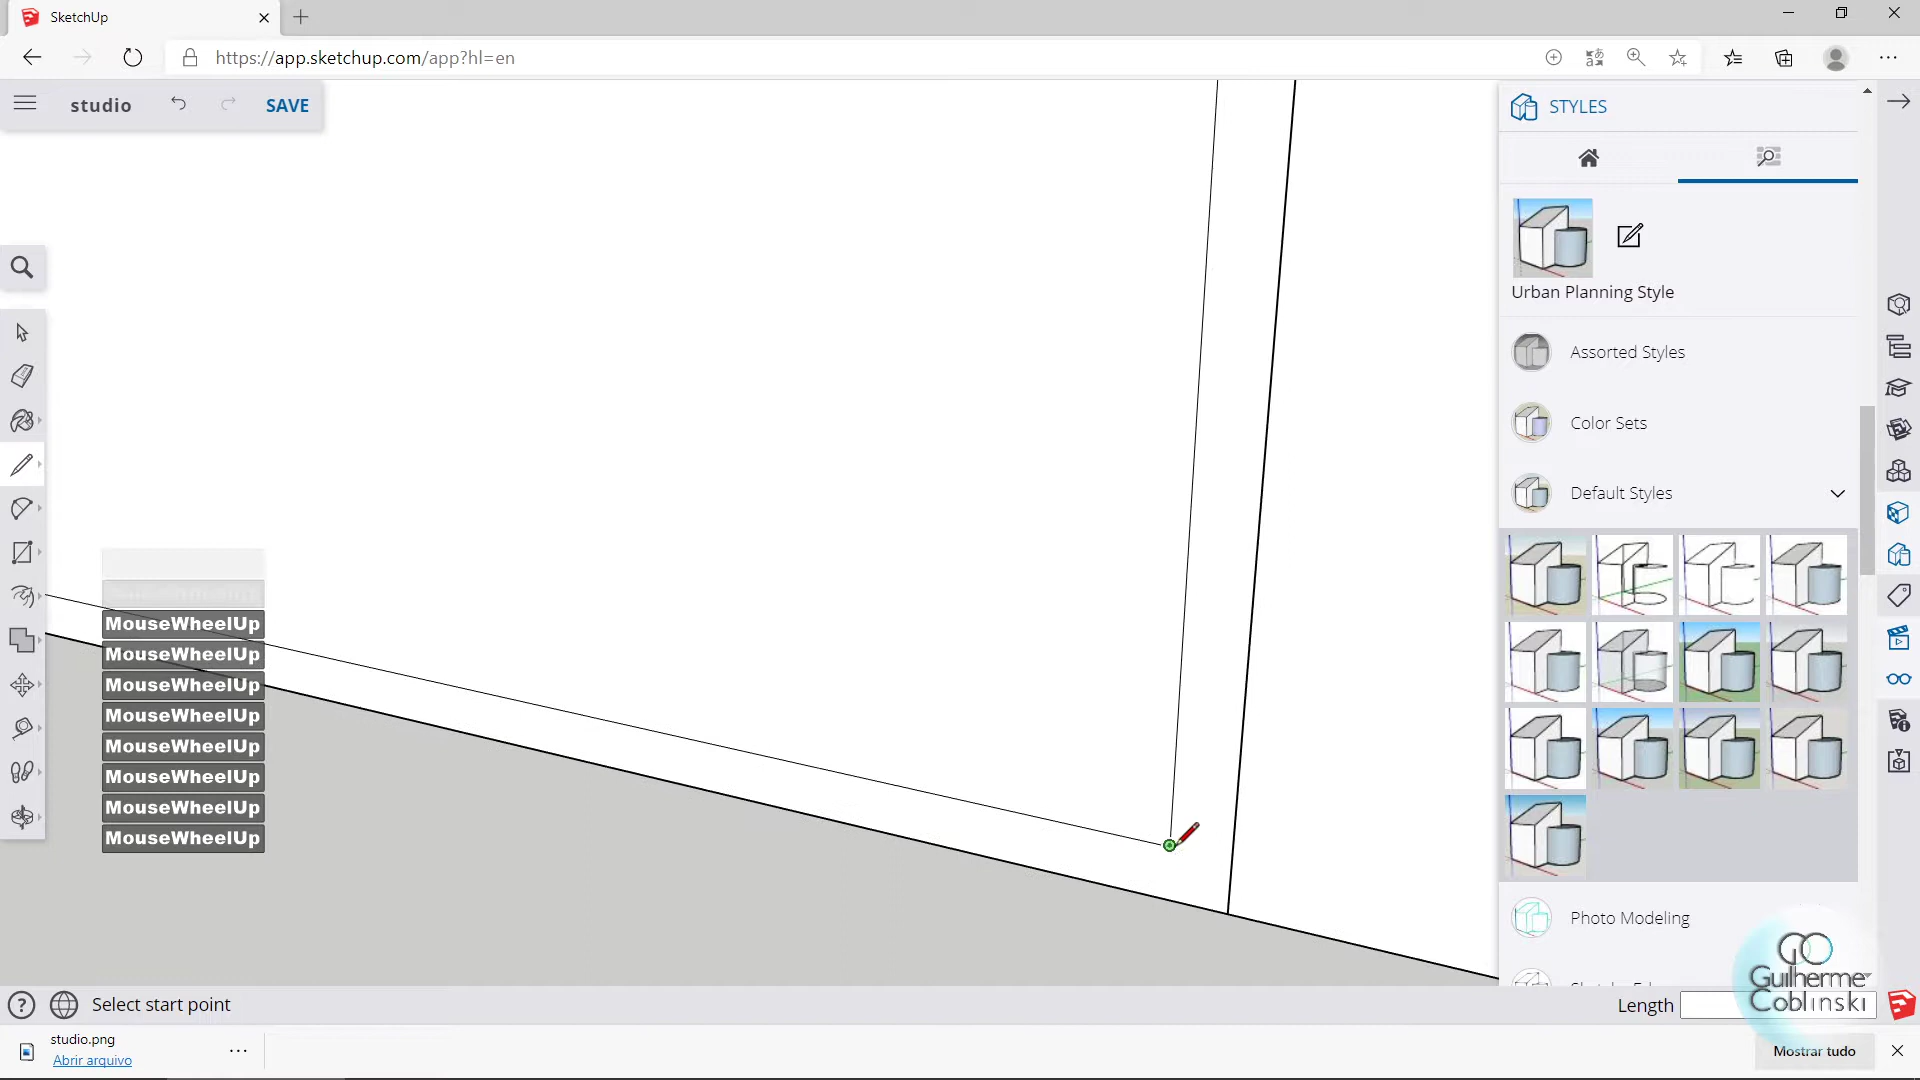 SketchUp
https://app.sketchup.com/app?hl=en
studio
SAVE
STYLES
Urban Planning Style
Assorted Styles
Color Sets
Default Styles
MouseWheelUp
MouseWheelUp
MouseWheelUp
MouseWheelUp
MouseWheelUp
MouseWheelUp
MouseWheelUp
MouseWheelUp
Photo Modeling
Guilherme
Coblinski
Select start point
Length
studio.png
Abrir arquivo
Mostrar tudo